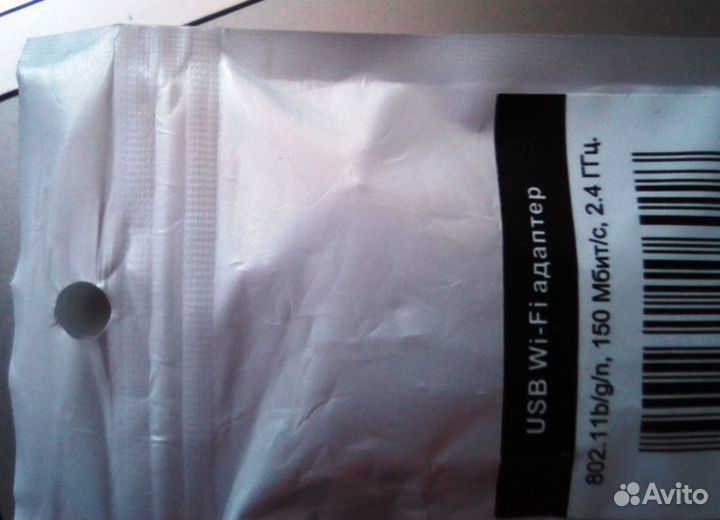 USB Wi-Fi адаптер
802.11b/g/n, 150 Мбит/с, 2.4 ГГц.
Avito